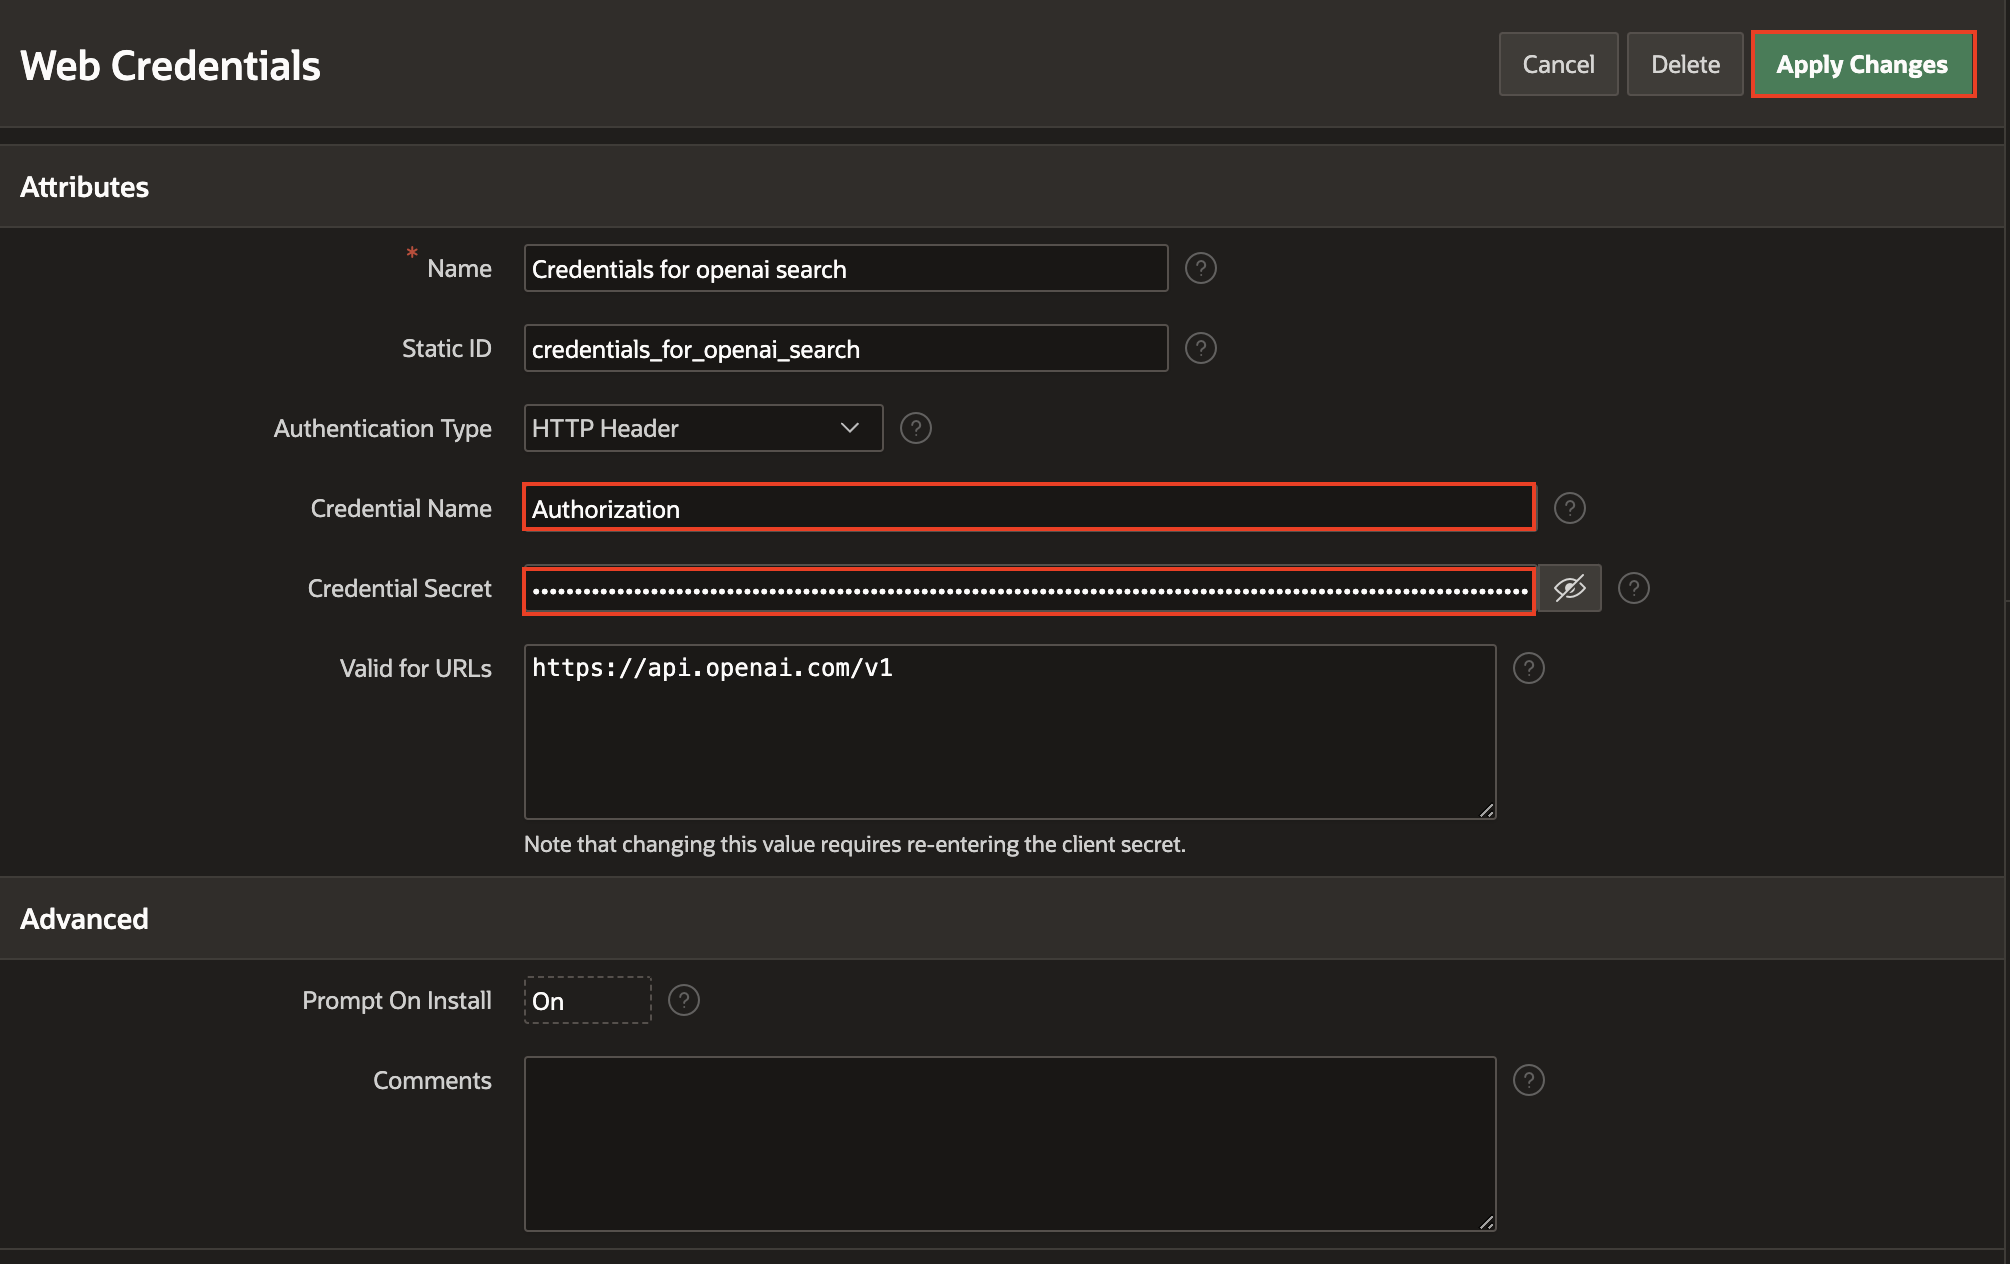 Web Credentials
Cancel
Delete
Apply Changes
Attributes
* Name
Credentials for openai search
?
Static ID
credentials_for_openai_search
?
Authentication Type
HTTP Header
?
Credential Name
Authorization
?
Credential Secret
?
Valid for URLs
https://api.openai.com/v1
?
Note that changing this value requires re-entering the client secret.
Advanced
Prompt On Install
On
?
Comments
?